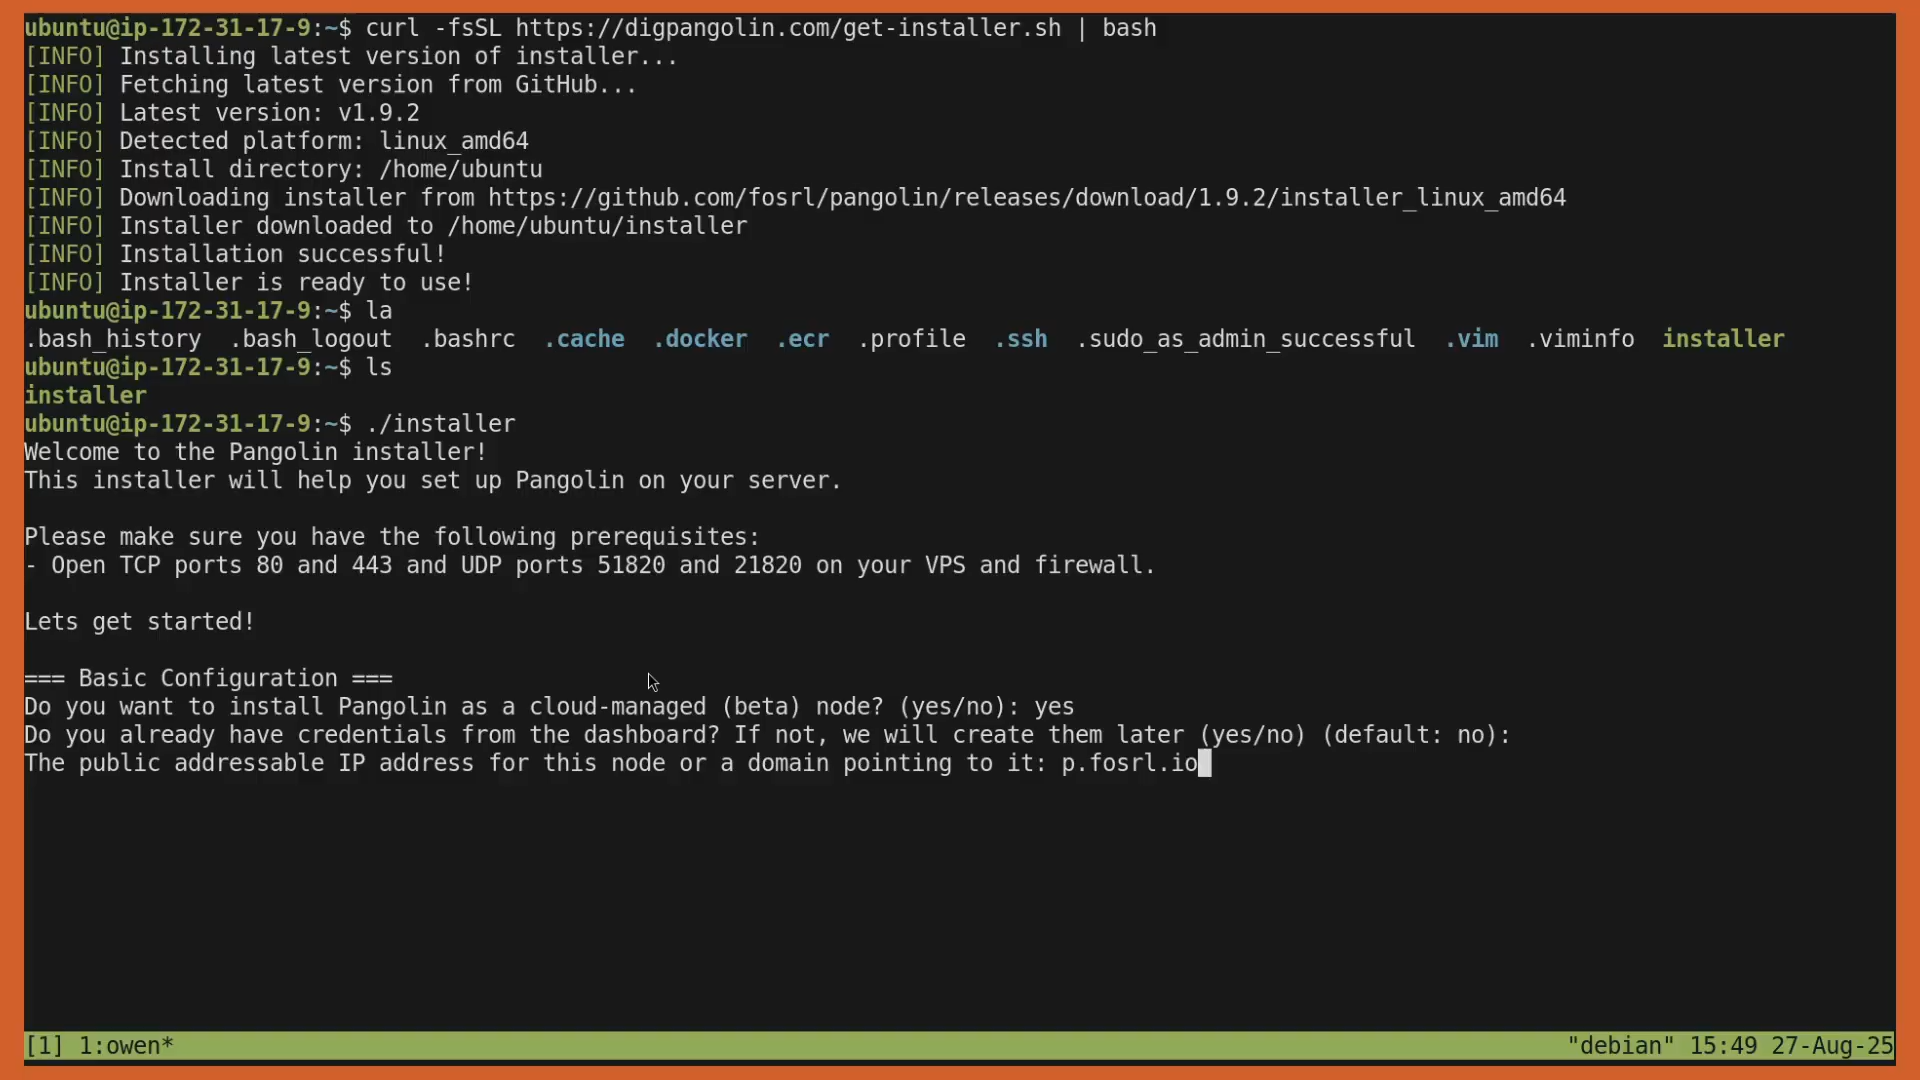 ubuntu@ip-172-31-17-9:~$ curl -fsSL https://digpangolin.com/get-installer.sh | bash
[INFO] Installing latest version of installer...
[INFO] Fetching latest version from GitHub...
[INFO] Latest version: v1.9.2
[INFO] Detected platform: linux_amd64
[INFO] Install directory: /home/ubuntu
[INFO] Downloading installer from https://github.com/fosrl/pangolin/releases/download/1.9.2/installer_linux_amd64
[INFO] Installer downloaded to /home/ubuntu/installer
[INFO] Installation successful!
[INFO] Installer is ready to use!
ubuntu@ip-172-31-17-9:~$ la
.bash_history  .bash_logout  .bashrc  .cache  .docker  .ecr  .profile  .ssh  .sudo_as_admin_successful  .vim  .viminfo  installer
ubuntu@ip-172-31-17-9:~$ ls
installer
ubuntu@ip-172-31-17-9:~$ ./installer
Welcome to the Pangolin installer!
This installer will help you set up Pangolin on your server.

Please make sure you have the following prerequisites:
- Open TCP ports 80 and 443 and UDP ports 51820 and 21820 on your VPS and firewall.

Lets get started!

=== Basic Configuration ===
Do you want to install Pangolin as a cloud-managed (beta) node? (yes/no): yes
Do you already have credentials from the dashboard? If not, we will create them later (yes/no) (default: no):
The public addressable IP address for this node or a domain pointing to it: p.fosrl.io
[1] 1:owen* "debian" 15:49 27-Aug-25